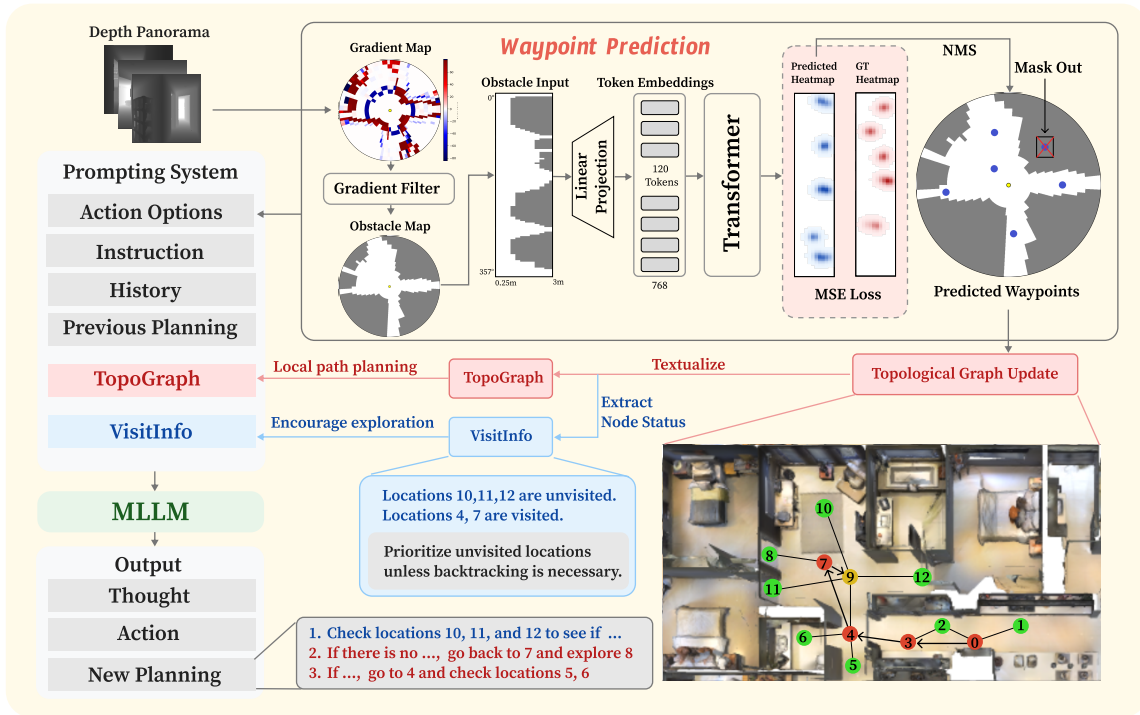 Depth Panorama
Waypoint Prediction
Gradient Map
Gradient Filter
Obstacle Map
Obstacle Input
0°
357°
0.25m
3m
Linear
Projection
Token Embeddings
120
Tokens
768
Transformer
Predicted
Heatmap
GT
Heatmap
MSE Loss
NMS
Mask Out
Predicted Waypoints
Prompting System
Action Options
Instruction
History
Previous Planning
TopoGraph
VisitInfo
MLLM
Output
Thought
Action
New Planning
Local path planning
TopoGraph
Textualize
Topological Graph Update
Encourage exploration
VisitInfo
Extract
Node Status
Locations 10,11,12 are unvisited.
Locations 4, 7 are visited.
Prioritize unvisited locations
unless backtracking is necessary.
1. Check locations 10, 11, and 12 to see if ...
2. If there is no ..., go back to 7 and explore 8
3. If ..., go to 4 and check locations 5, 6
10
8
7
9
12
11
6
4
3
2
0
1
5